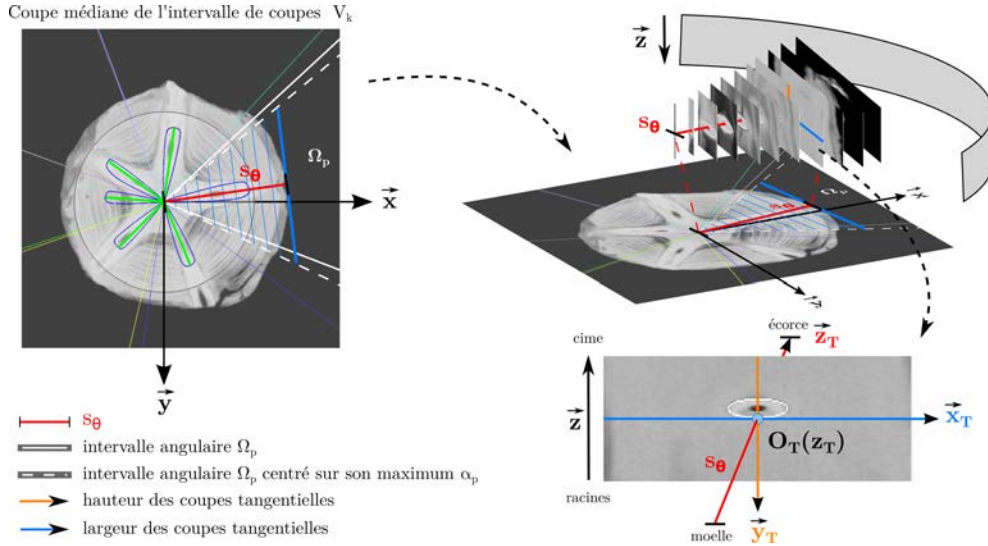 Coupe médiane de l'intervalle de coupes V_k
Ω_p
s_θ
x
y
z
s_θ
Ω_p
s_θ
x
y
cime
écorce
z_T
z
x_T
O_T(z_T)
s_θ
racines
moelle
y_T
s_θ
intervalle angulaire Ω_p
intervalle angulaire Ω_p centré sur son maximum α_p
hauteur des coupes tangentielles
largeur des coupes tangentielles